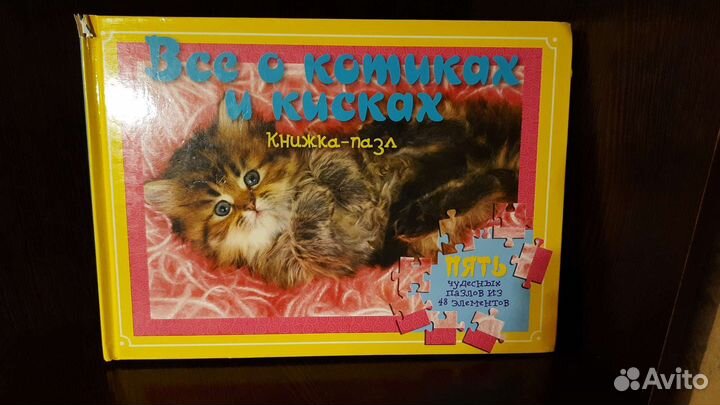 Все о котиках
и кисках
Книжка-пазл
ПЯТЬ
чудесных
пазлов из
48 элементов
Avito